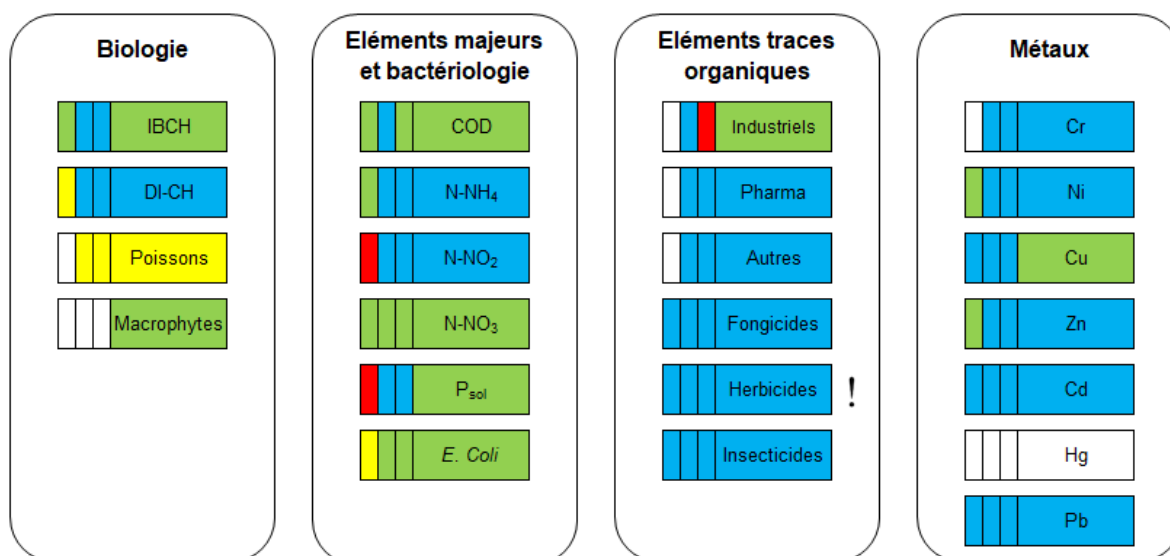 Biologie
IBCH
DI-CH
Poissons
Macrophytes
Eléments majeurs
et bactériologie
COD
N-NH₄
N-NO₂
N-NO₃
Psol
E. Coli
Eléments traces
organiques
Industriels
Pharma
Autres
Fongicides
Herbicides !
Insecticides
Métaux
Cr
Ni
Cu
Zn
Cd
Hg
Pb